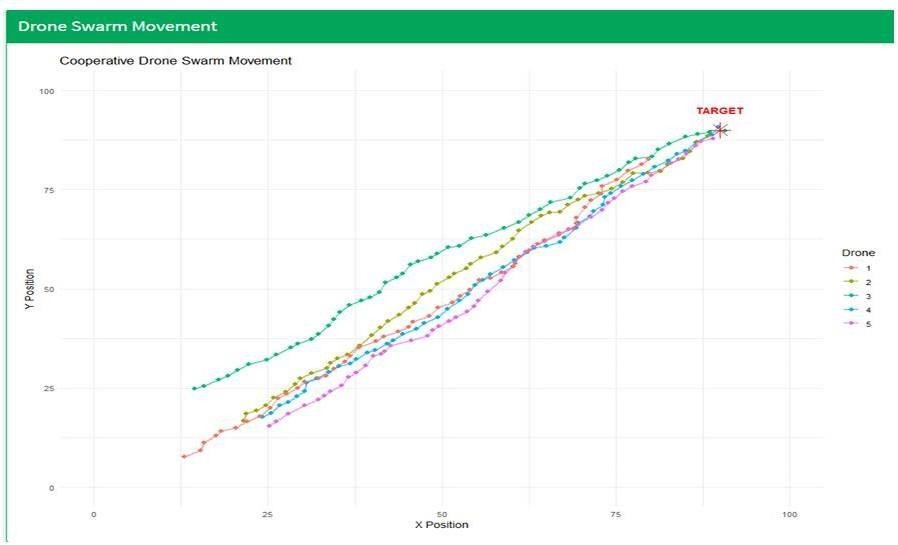 Drone Swarm Movement
Cooperative Drone Swarm Movement
TARGET
100
75
50
25
0
Y Position
0 25 50 75 100
X Position
Drone
1
2
3
4
5